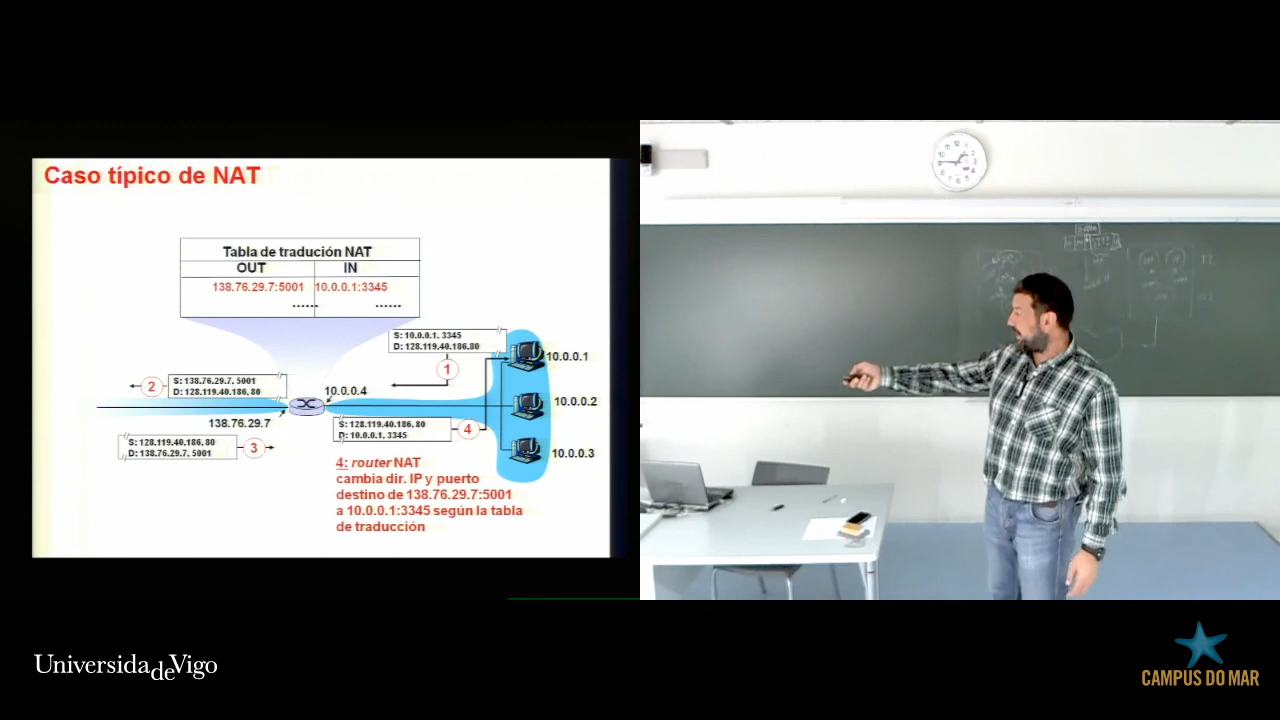 Caso típico de NAT
Tabla de tradución NAT
OUT IN
138.76.29.7:5001 10.0.0.1:3345
...... ......
S: 10.0.0.1, 3345
D: 128.119.40.186,80
1
10.0.0.1
2
S: 138.76.29.7, 5001
D: 128.119.40.186, 80
10.0.0.4
10.0.0.2
138.76.29.7
S: 128.119.40.186, 80
D: 10.0.0.1, 3345
4
S: 128.119.40.186, 80
D: 138.76.29.7, 5001
3
10.0.0.3
4: router NAT
cambia dir. IP y puerto
destino de 138.76.29.7:5001
a 10.0.0.1:3345 según la tabla
de traducción
UniversidadeVigo
CAMPUS DO MAR